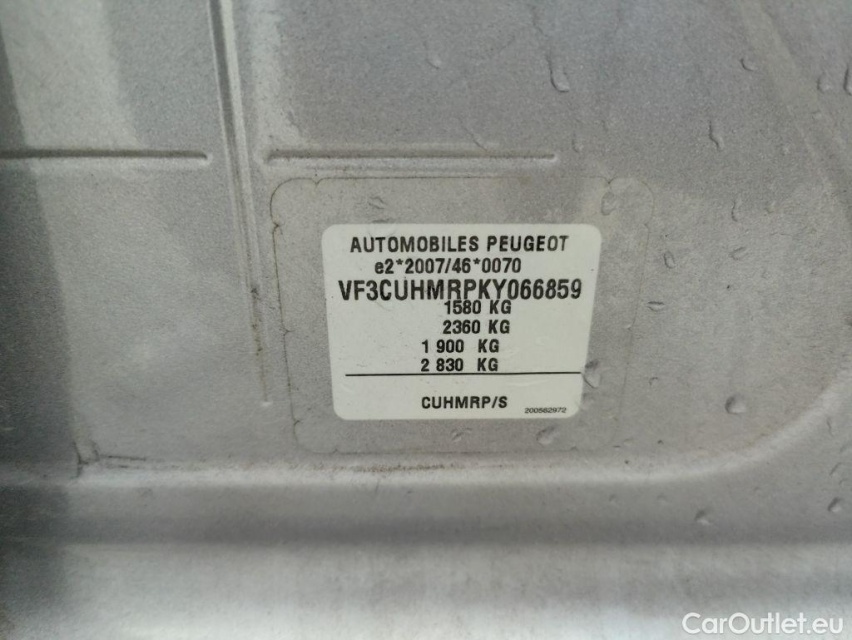 AUTOMOBILES PEUGEOT
e2*2007/46*0070
VF3CUHMRPKY066859
1580 KG
2360 KG
1 900 KG
2 830 KG
CUHMRP/S
200562972
CarOutlet.eu